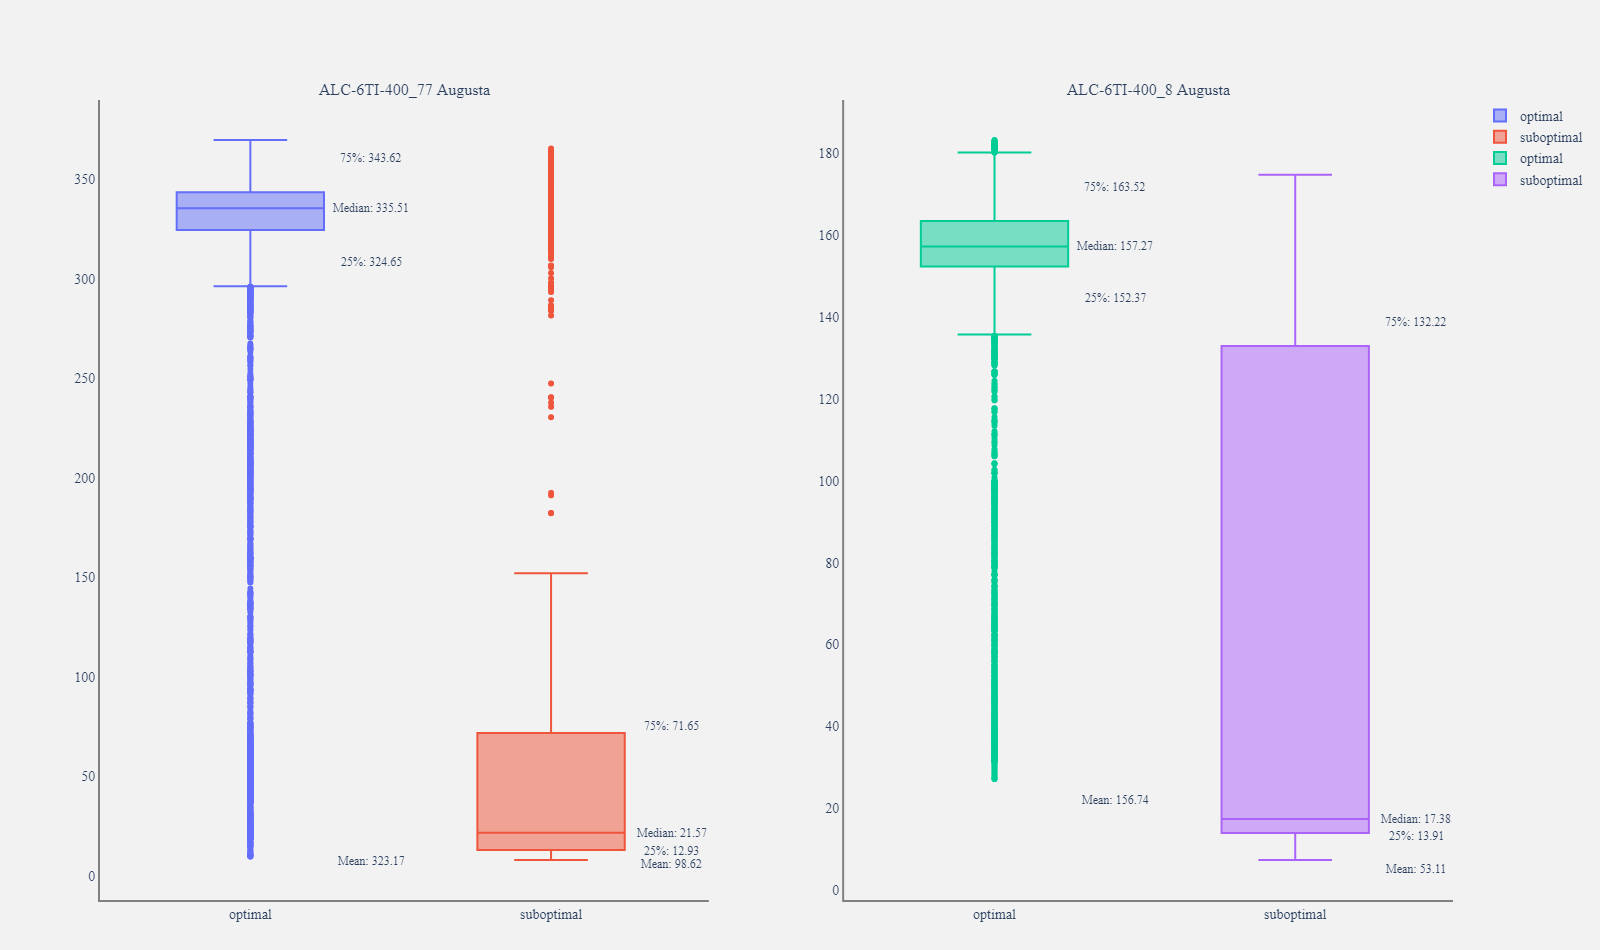 ALC-6TI-400_77 Augusta
350
300
250
200
150
100
50
0
75%: 343.62
Median: 335.51
25%: 324.65
Mean: 323.17
75%: 71.65
Median: 21.57
25%: 12.93
Mean: 98.62
optimal
suboptimal
ALC-6TI-400_8 Augusta
180
160
140
120
100
80
60
40
20
0
75%: 163.52
Median: 157.27
25%: 152.37
Mean: 156.74
75%: 132.22
Median: 17.38
25%: 13.91
Mean: 53.11
optimal
suboptimal
optimal
suboptimal
optimal
suboptimal